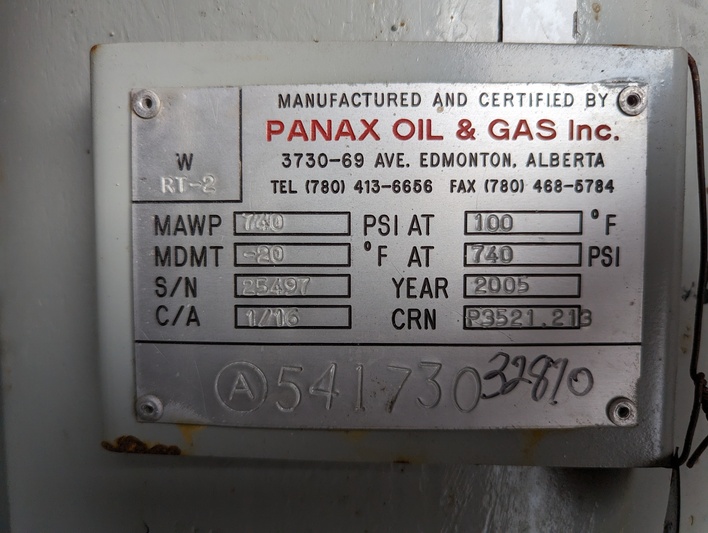 MANUFACTURED AND CERTIFIED BY
PANAX OIL & GAS Inc.
3730-69 AVE. EDMONTON, ALBERTA
TEL (780) 413-6656 FAX (780) 468-5784
W
RT-2
MAWP 740 PSI AT 100 °F
MDMT -20 °F AT 740 PSI
S/N 25497 YEAR 2005
C/A 1/16 CRN P3521.213
A 541730 32870